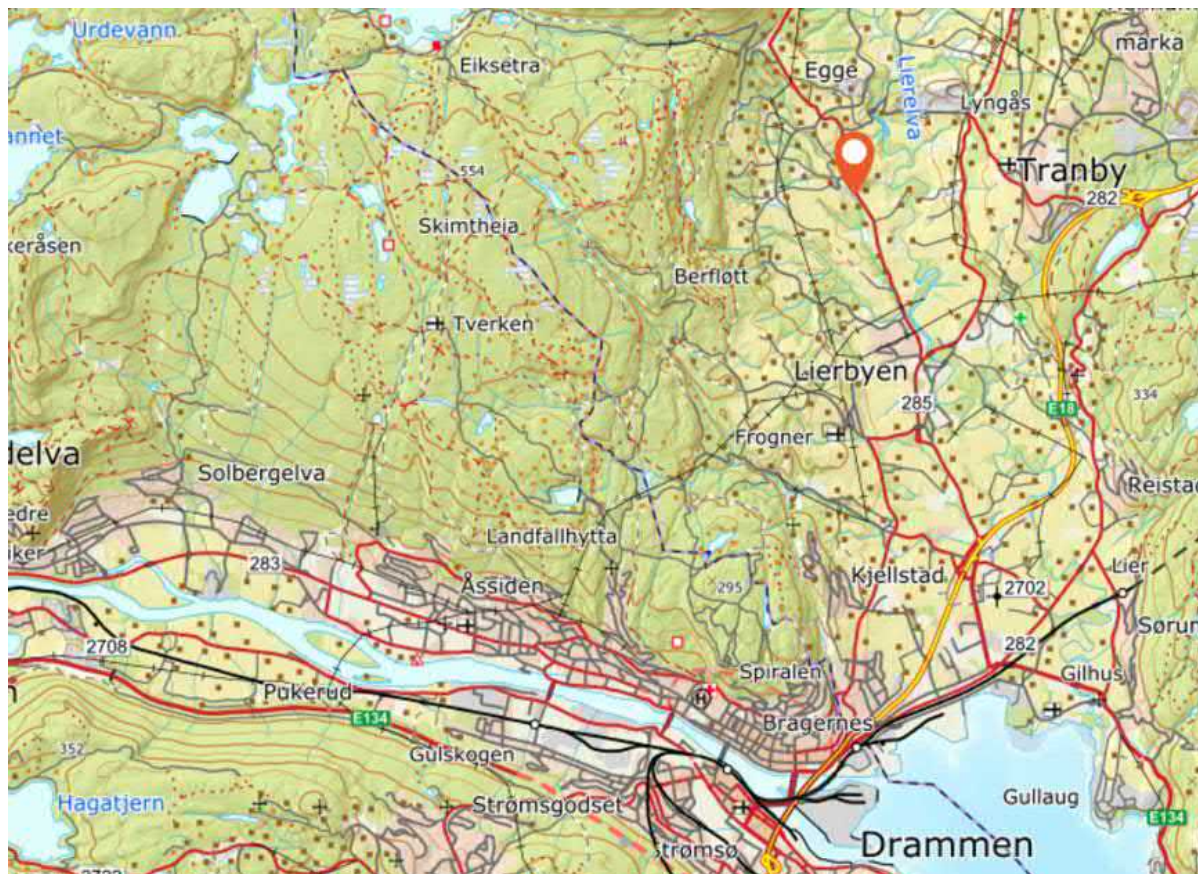 Urdevann
Eiksetra
Egge
Lierelva
marka
Lyngås
annet
554
Tranby
282
Skimtheia
keråsen
Berfløtt
Tverken
Lierbyen
285
E18
334
delva
Frogner
Solbergelva
Reistad
edre
iker
Landfallhytta
283
Åssiden
295
Kjellstad
2702
Lier
2708
282
Sørum
Pukerud
Spiralen
Gilhus
E134
H
Bragernes
352
Gulskogen
Hagatjern
Strømsgodset
Gullaug
E134
trømsø
Drammen